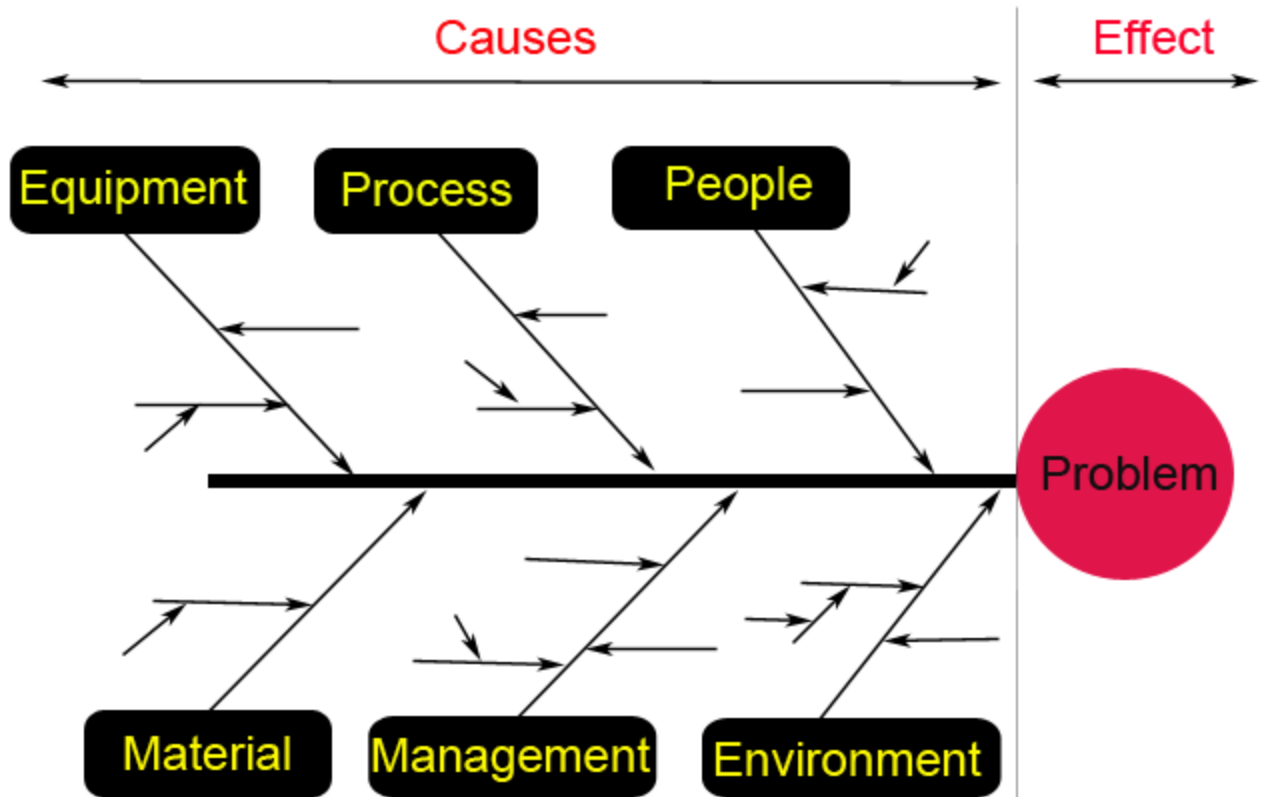 Causes
Effect
Equipment
Process
People
Problem
Material
Management
Environment